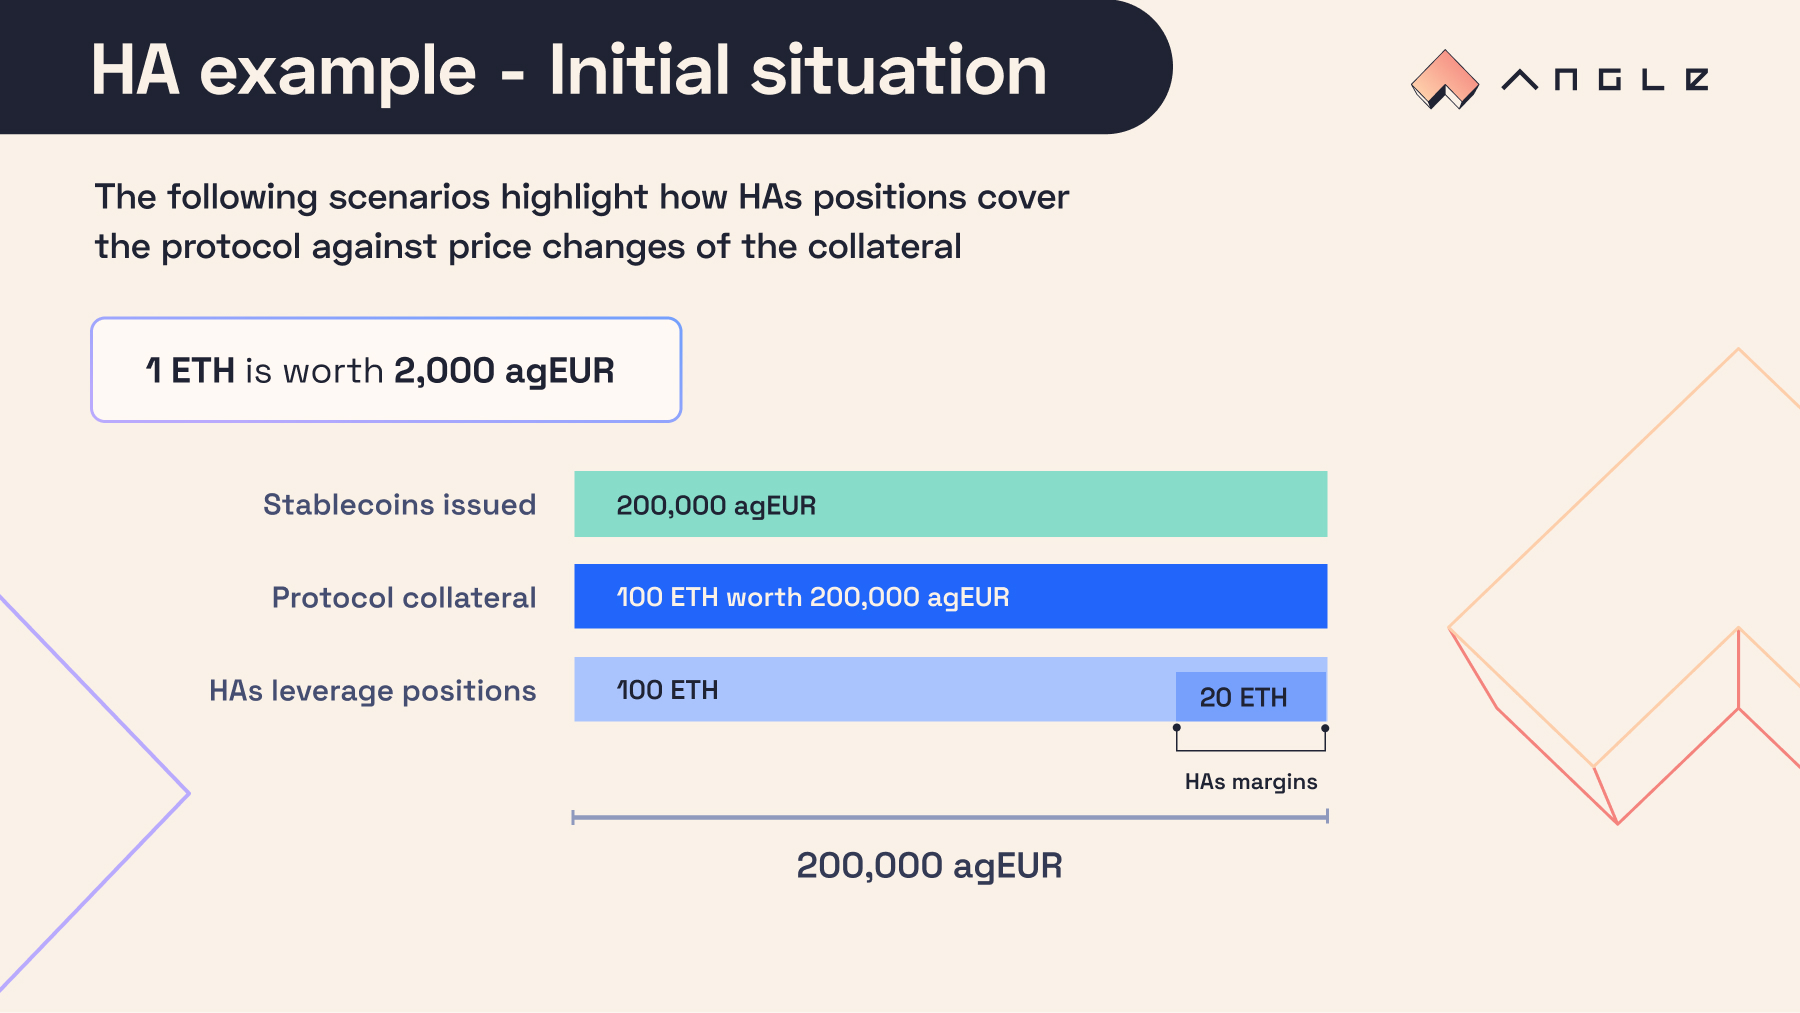 HA example - Initial situation
ANGLE
The following scenarios highlight how HAs positions cover
the protocol against price changes of the collateral
1 ETH is worth 2,000 agEUR
Stablecoins issued
200,000 agEUR
Protocol collateral
100 ETH worth 200,000 agEUR
HAs leverage positions
100 ETH
20 ETH
HAs margins
200,000 agEUR